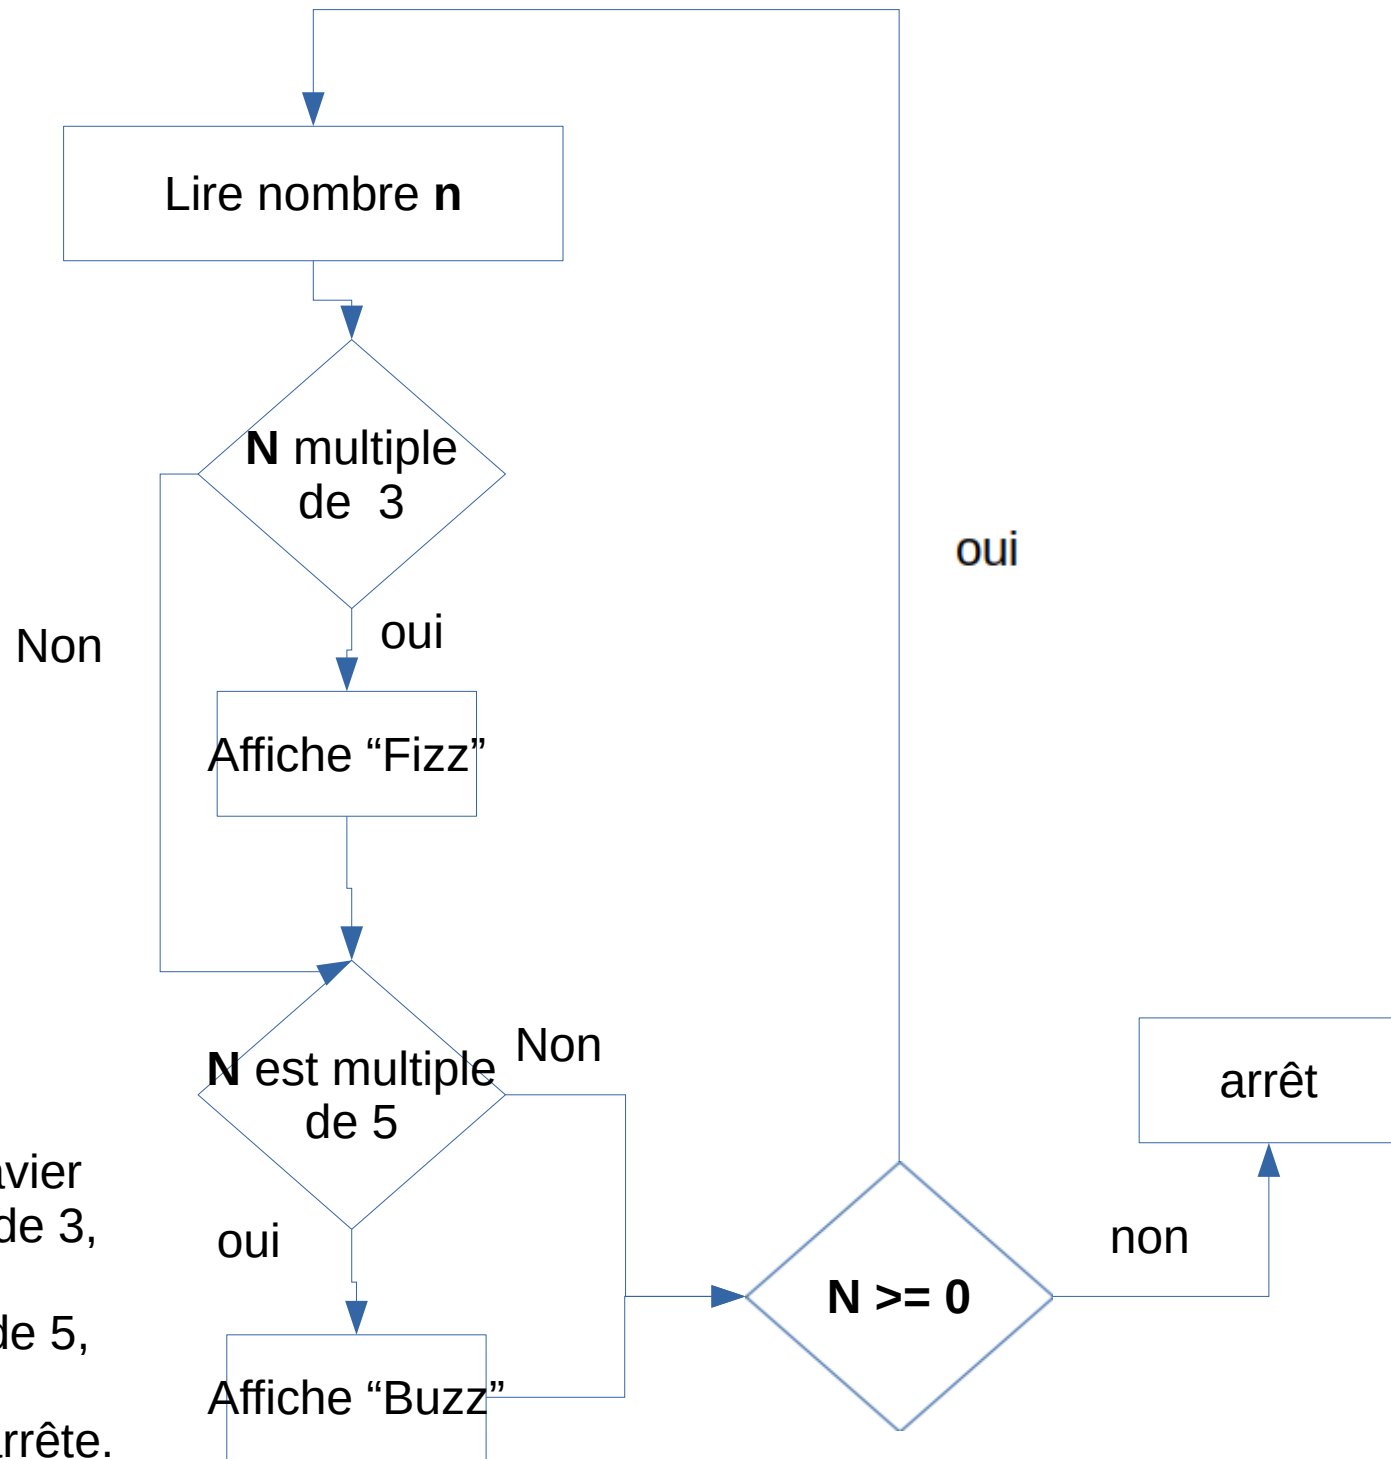 Lire nombre n
N multiple
de 3
oui
Non
oui
Affiche “Fizz”
N est multiple
de 5
Non
arrêt
de 3,
oui
non
N >= 0
de 5,
Affiche “Buzz”